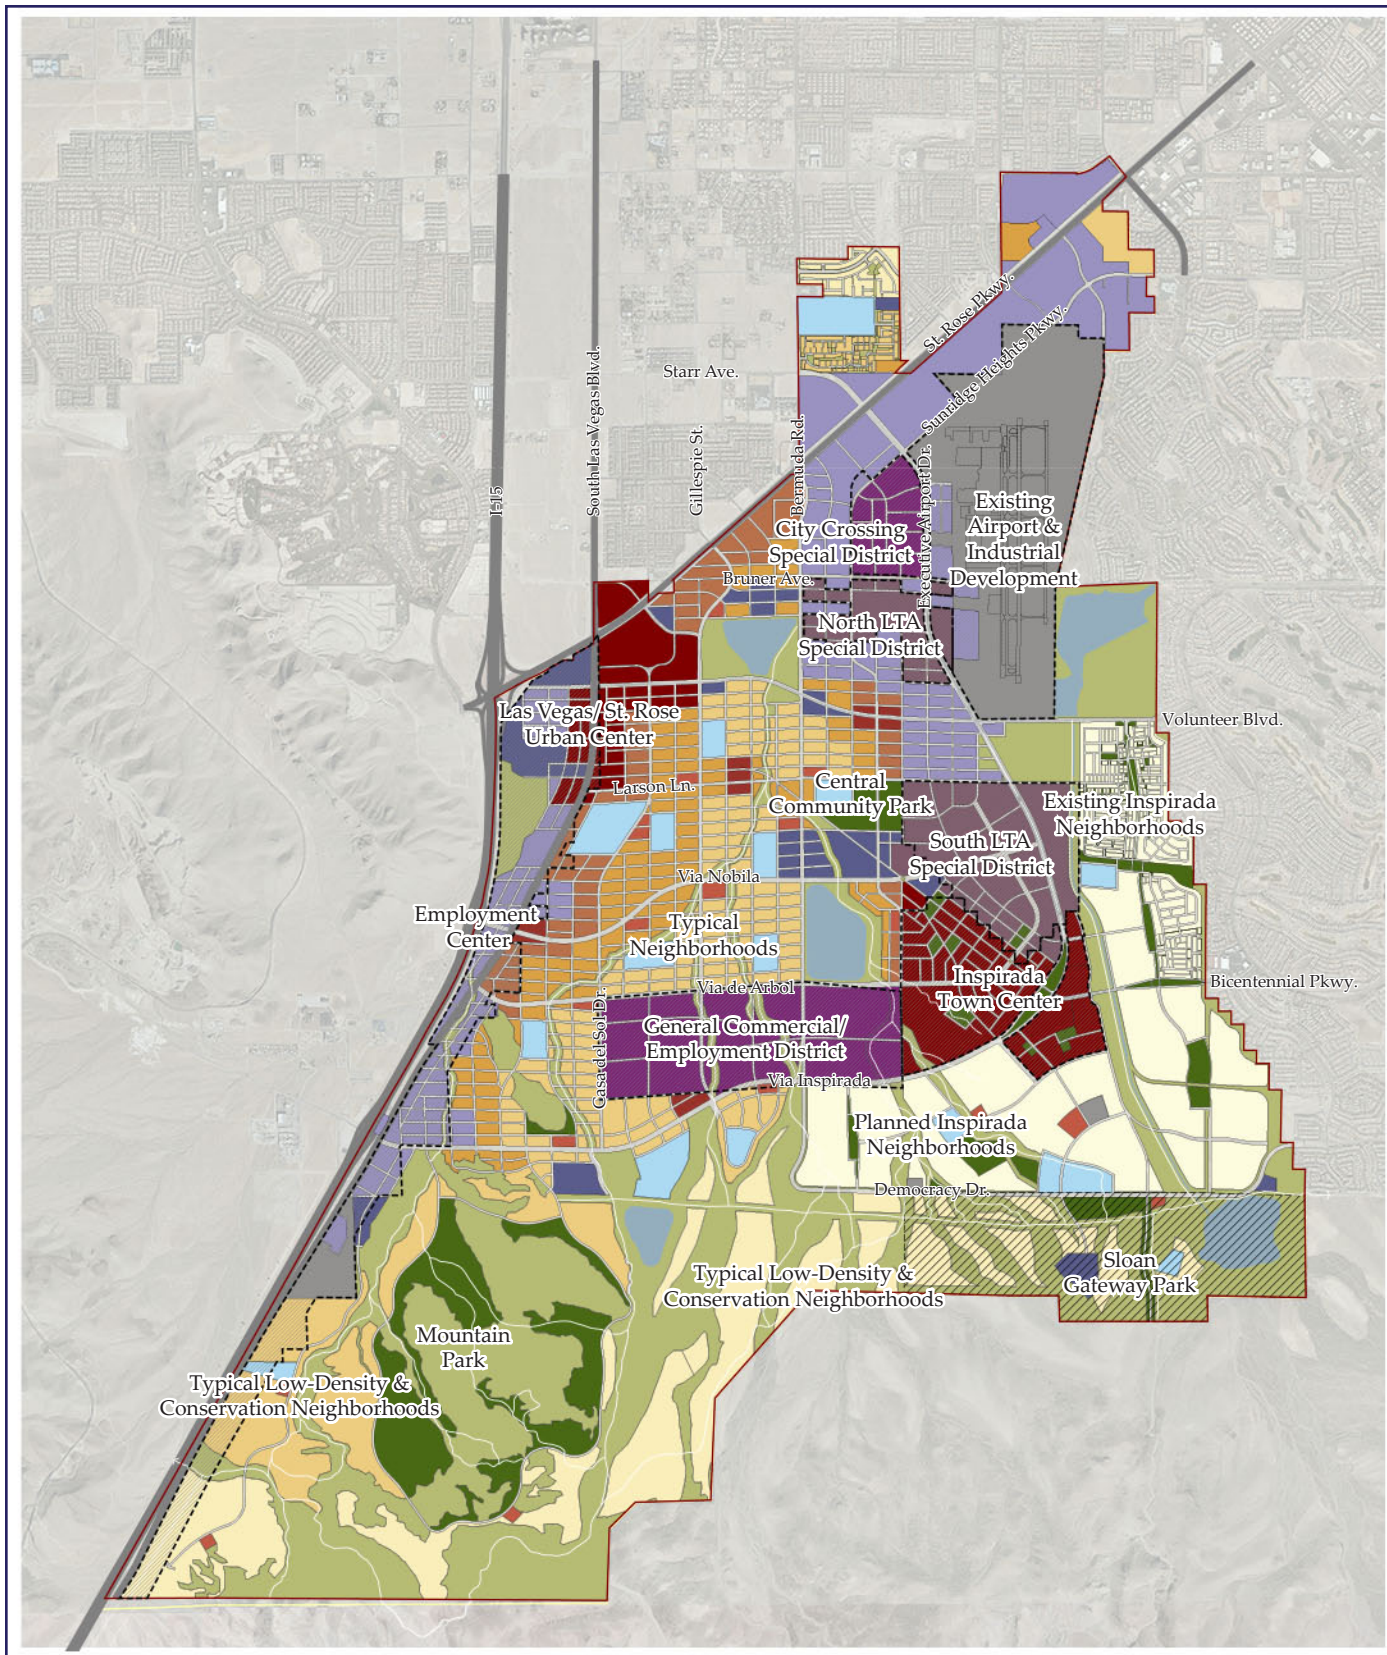 St. Rose Pkwy.
Sunridge Heights Pkwy.
Starr Ave.
South Las Vegas Blvd.
Gillespie St.
Bermuda Rd.
Executive Airport Dr.
I-15
Existing
Airport &
Industrial
Development
City Crossing
Special District
Bruner Ave.
North LTA
Special District
Las Vegas/ St. Rose
Urban Center
Volunteer Blvd.
Larson Ln.
Central
Community Park
Existing Inspirada
Neighborhoods
South LTA
Special District
Via Nobila
Employment
Center
Typical
Neighborhoods
Inspirada
Town Center
Bicentennial Pkwy.
Via de Arbol
Casa del Sol Dr.
General Commercial/
Employment District
Via Inspirada
Planned Inspirada
Neighborhoods
Democracy Dr.
Sloan
Gateway Park
Typical Low-Density &
Conservation Neighborhoods
Mountain
Park
Typical Low-Density &
Conservation Neighborhoods